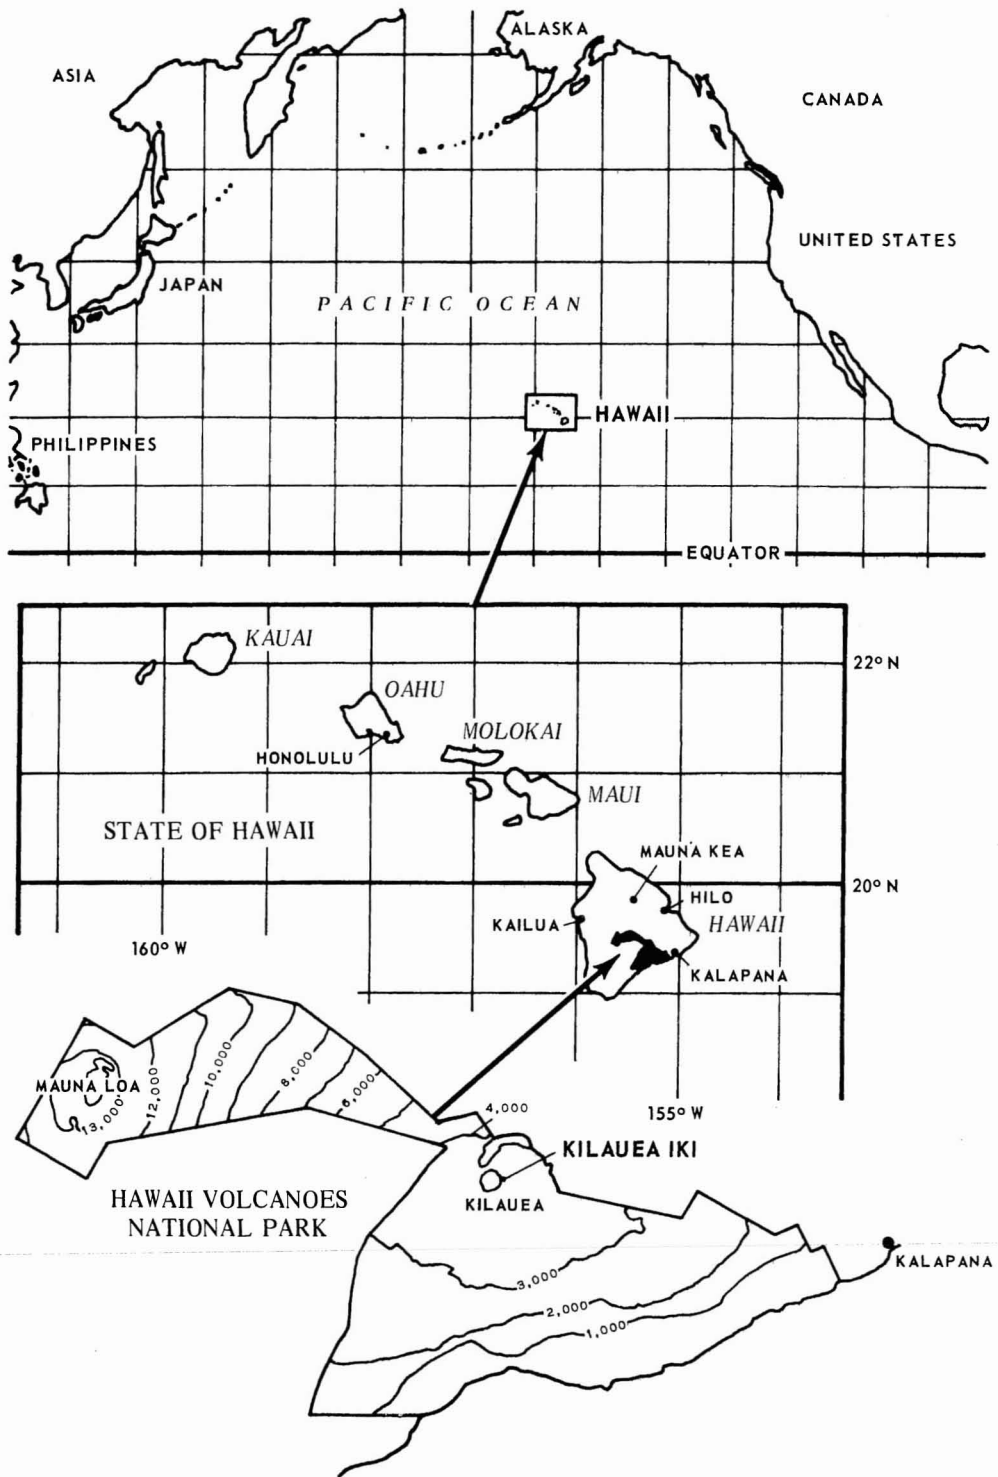 ALASKA
ASIA
CANADA
UNITED STATES
JAPAN
PACIFIC OCEAN
HAWAII
PHILIPPINES
EQUATOR
KAUAI
22° N
OAHU
MOLOKAI
HONOLULU
MAUI
STATE OF HAWAII
MAUNA KEA
20° N
HILO
KAILUA
HAWAII
160° W
KALAPANA
10,000
8,000
MAUNA LOA
12,000
6,000
13,000
4,000
155° W
KILAUEA IKI
HAWAII VOLCANOES
NATIONAL PARK
KILAUEA
KALAPANA
3,000
2,000
1,000